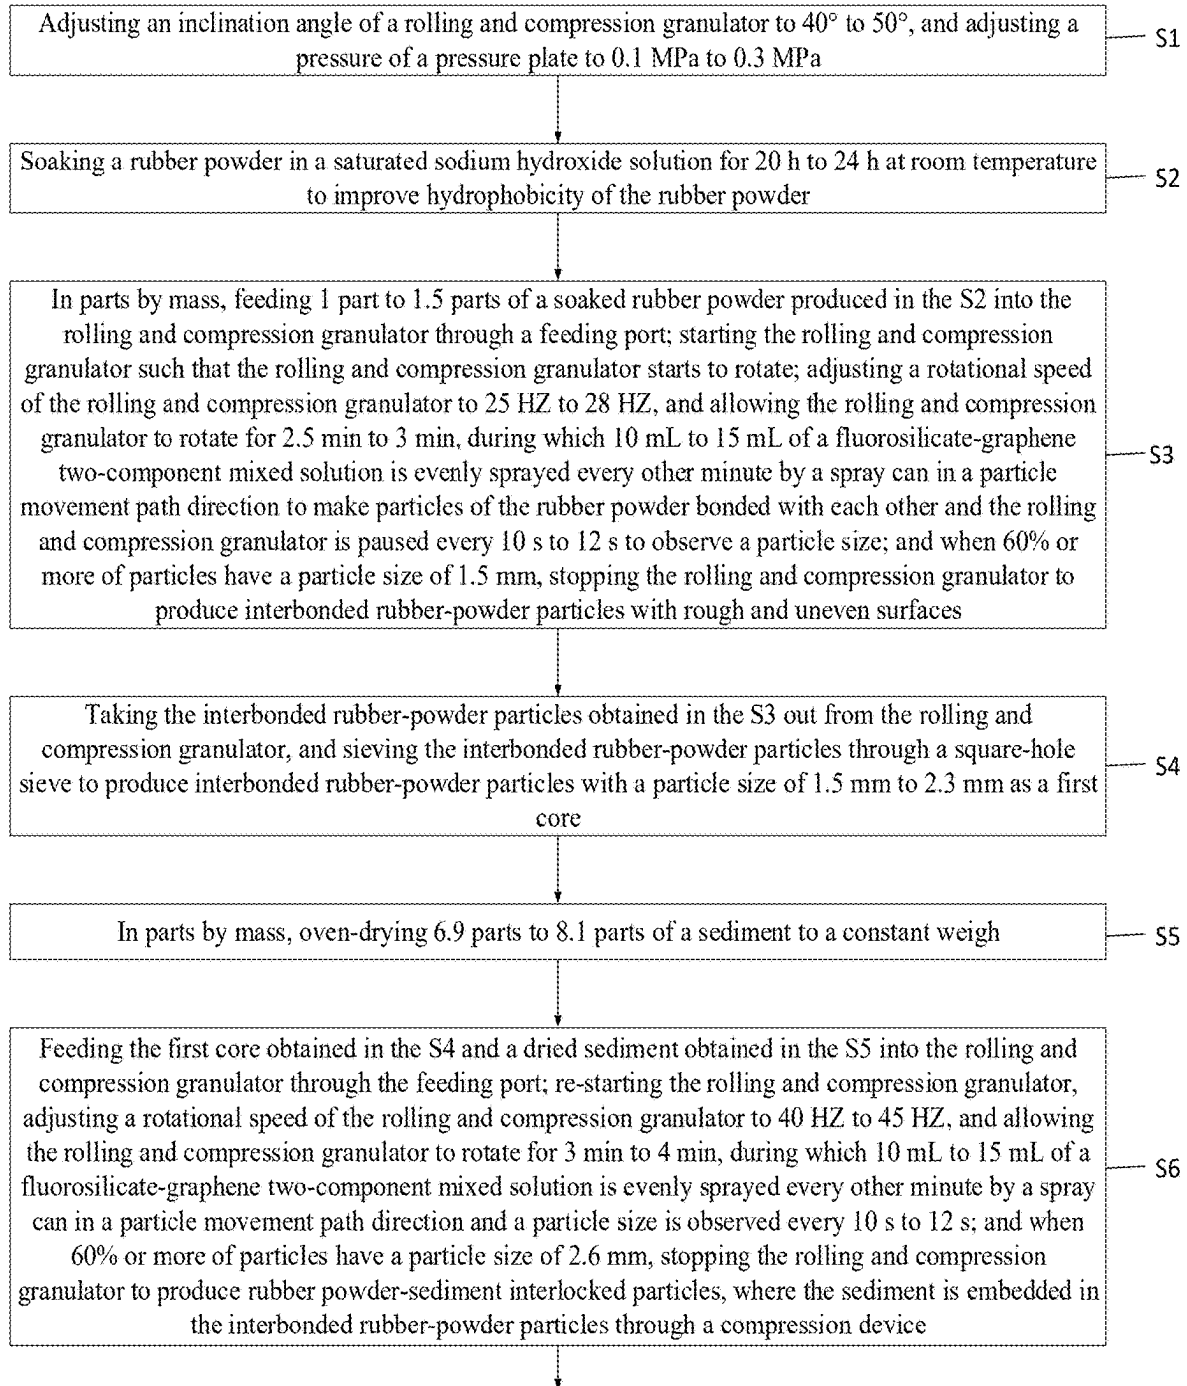 Adjusting an inclination angle of a rolling and compression granulator to 40° to 50°, and adjusting a
pressure of a pressure plate to 0.1 MPa to 0.3 MPa
S1
Soaking a rubber powder in a saturated sodium hydroxide solution for 20 h to 24 h at room temperature
to improve hydrophobicity of the rubber powder
S2
In parts by mass, feeding 1 part to 1.5 parts of a soaked rubber powder produced in the S2 into the
rolling and compression granulator through a feeding port; starting the rolling and compression
granulator such that the rolling and compression granulator starts to rotate; adjusting a rotational speed
of the rolling and compression granulator to 25 HZ to 28 HZ, and allowing the rolling and compression
granulator to rotate for 2.5 min to 3 min, during which 10 mL to 15 mL of a fluorosilicate-graphene
two-component mixed solution is evenly sprayed every other minute by a spray can in a particle
movement path direction to make particles of the rubber powder bonded with each other and the rolling
and compression granulator is paused every 10 s to 12 s to observe a particle size; and when 60% or
more of particles have a particle size of 1.5 mm, stopping the rolling and compression granulator to
produce interbonded rubber-powder particles with rough and uneven surfaces
S3
Taking the interbonded rubber-powder particles obtained in the S3 out from the rolling and
compression granulator, and sieving the interbonded rubber-powder particles through a square-hole
sieve to produce interbonded rubber-powder particles with a particle size of 1.5 mm to 2.3 mm as a first
core
S4
In parts by mass, oven-drying 6.9 parts to 8.1 parts of a sediment to a constant weigh
S5
Feeding the first core obtained in the S4 and a dried sediment obtained in the S5 into the rolling and
compression granulator through the feeding port; re-starting the rolling and compression granulator,
adjusting a rotational speed of the rolling and compression granulator to 40 HZ to 45 HZ, and allowing
the rolling and compression granulator to rotate for 3 min to 4 min, during which 10 mL to 15 mL of a
fluorosilicate-graphene two-component mixed solution is evenly sprayed every other minute by a spray
can in a particle movement path direction and a particle size is observed every 10 s to 12 s; and when
60% or more of particles have a particle size of 2.6 mm, stopping the rolling and compression
granulator to produce rubber powder-sediment interlocked particles, where the sediment is embedded in
the interbonded rubber-powder particles through a compression device
S6